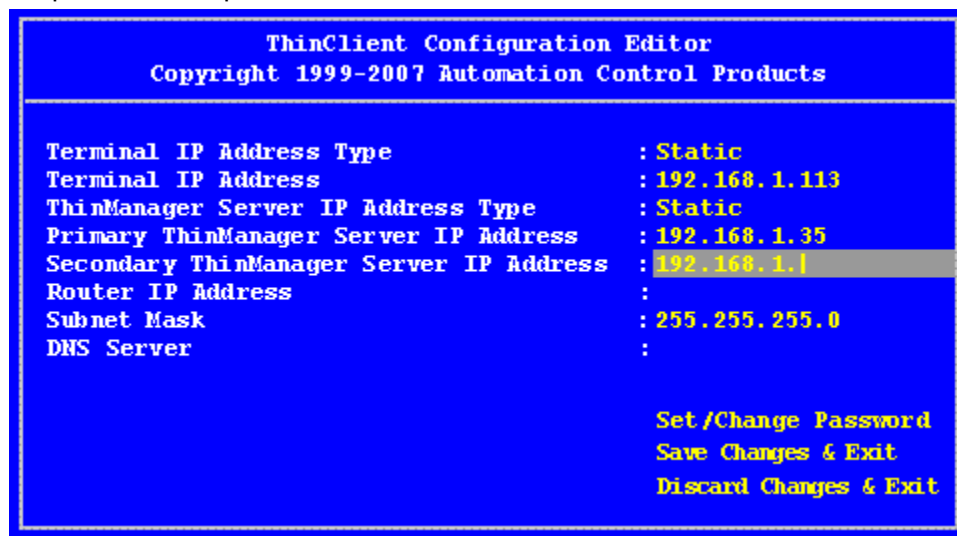 ThinClient Configuration Editor
Copyright 1999-2007 Automation Control Products
Terminal IP Address Type : Static
Terminal IP Address : 192.168.1.113
ThinManager Server IP Address Type : Static
Primary ThinManager Server IP Address : 192.168.1.35
Secondary ThinManager Server IP Address : 192.168.1.
Router IP Address :
Subnet Mask : 255.255.255.0
DNS Server :
Set/Change Password
Save Changes & Exit
Discard Changes & Exit